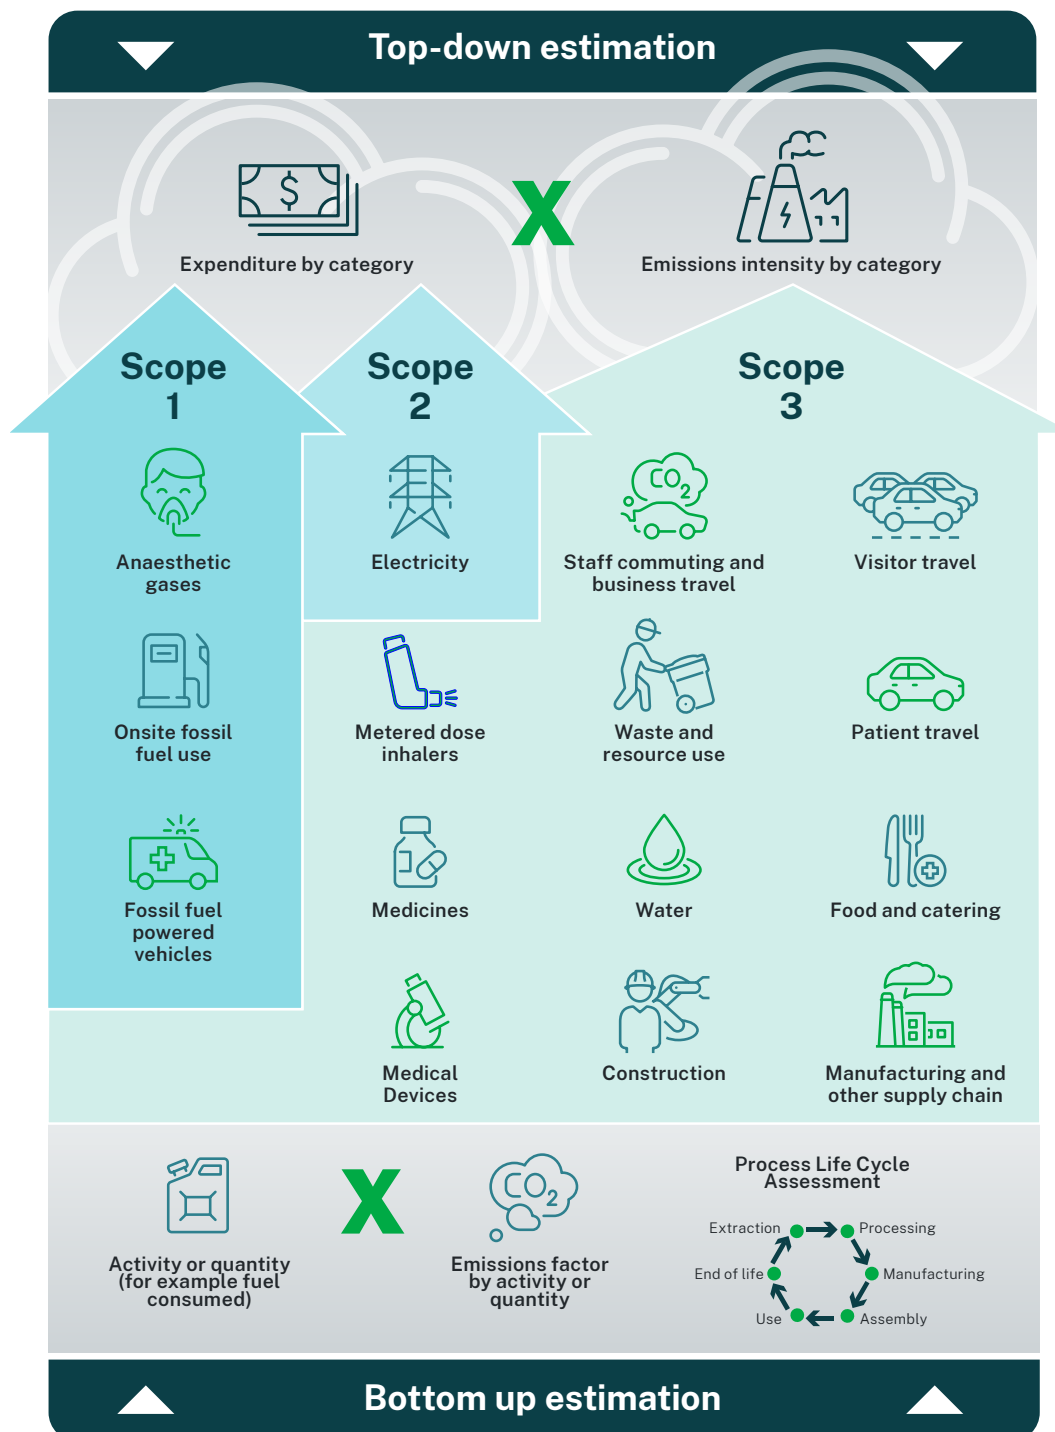 Top-down estimation
$
X
Expenditure by category
Emissions intensity by category
Scope
1
Scope
2
Scope
3
CO2
Anaesthetic
gases
Electricity
Staff commuting and
business travel
Visitor travel
Onsite fossil
fuel use
Metered dose
inhalers
Waste and
resource use
Patient travel
Fossil fuel
powered
vehicles
Medicines
Water
Food and catering
Medical
Devices
Construction
Manufacturing and
other supply chain
X
CO2
Activity or quantity
(for example fuel
consumed)
Emissions factor
by activity or
quantity
Process Life Cycle
Assessment
Extraction
Processing
End of life
Manufacturing
Use
Assembly
Bottom up estimation